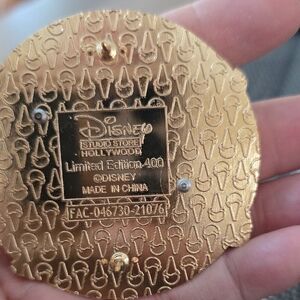 Disney
STUDIO STORE
HOLLYWOOD
Limited Edition 400
©DISNEY
MADE IN CHINA
FAC-046730-21076